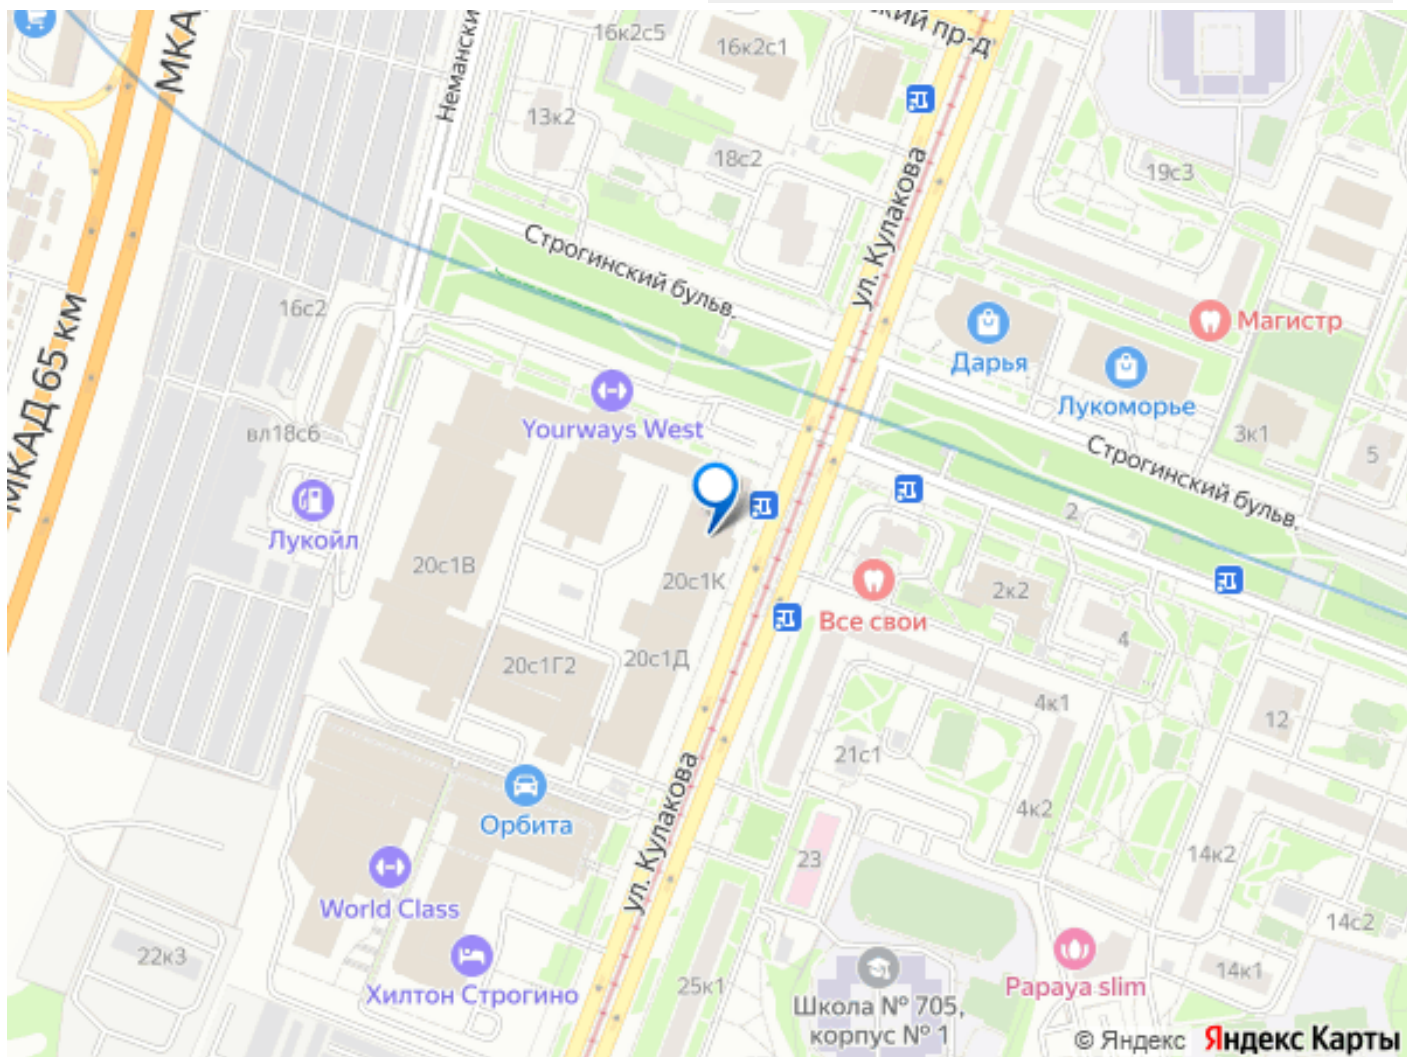 16к2с5
16к2с1
ский пр-д
МКА
Неманский
13к2
18с2
19с3
ул. Кулакова
Строгинский бульв.
16с2
Магистр
Дарья
Лукоморье
МКАД 65 км
Yourways West
вл18с6
3к1
5
Строгинский бульв.
2
Лукойл
20с1В
20с1К
2к2
Все свои
4
20с1Г2
20с1Д
4к1
12
21с1
4к2
Орбита
ул. Кулакова
23
14к2
World Class
14с2
22к3
Хилтон Строгино
25к1
Школа № 705,
корпус № 1
Papaya slim
14к1
© Яндекс Яндекс Карты